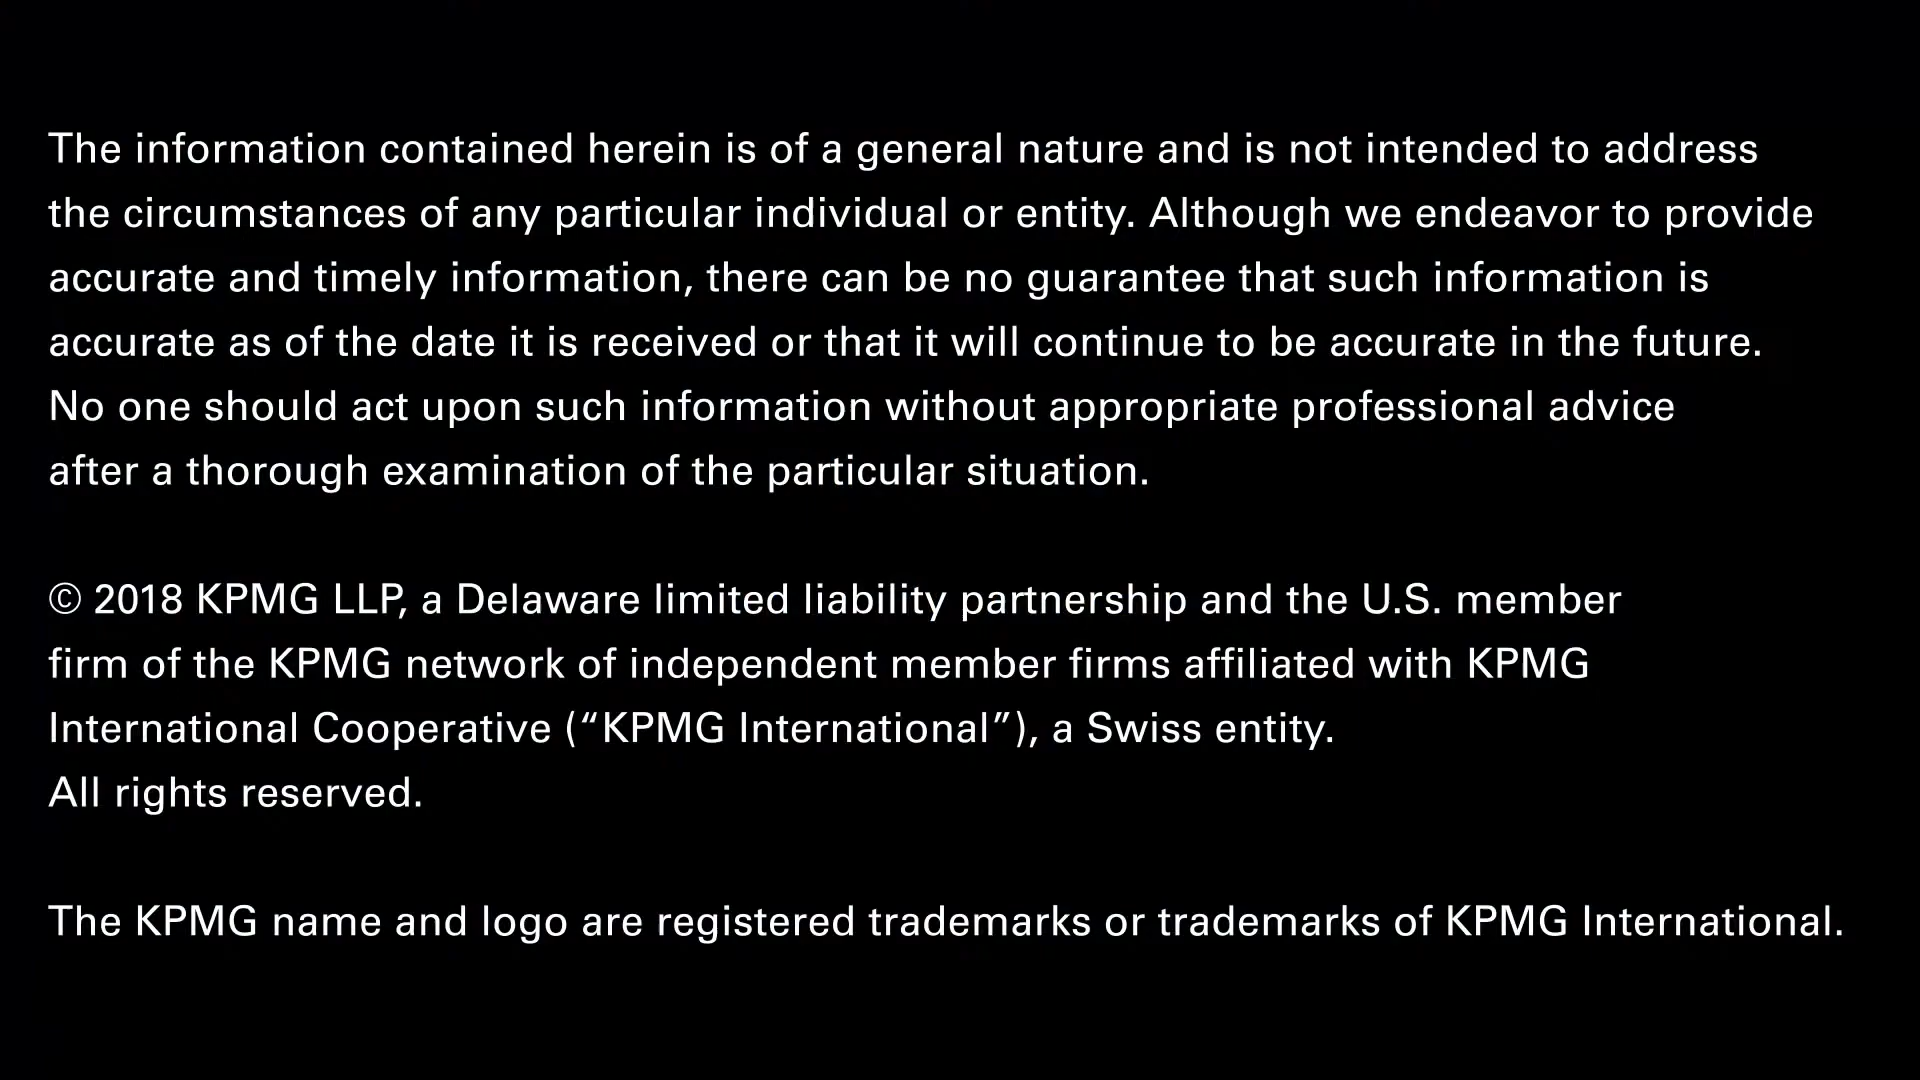 The information contained herein is of a general nature and is not intended to address
the circumstances of any particular individual or entity. Although we endeavor to provide
accurate and timely information, there can be no guarantee that such information is
accurate as of the date it is received or that it will continue to be accurate in the future.
No one should act upon such information without appropriate professional advice
after a thorough examination of the particular situation.
© 2018 KPMG LLP, a Delaware limited liability partnership and the U.S. member
firm of the KPMG network of independent member firms affiliated with KPMG
International Cooperative (“KPMG International”), a Swiss entity.
All rights reserved.
The KPMG name and logo are registered trademarks or trademarks of KPMG International.